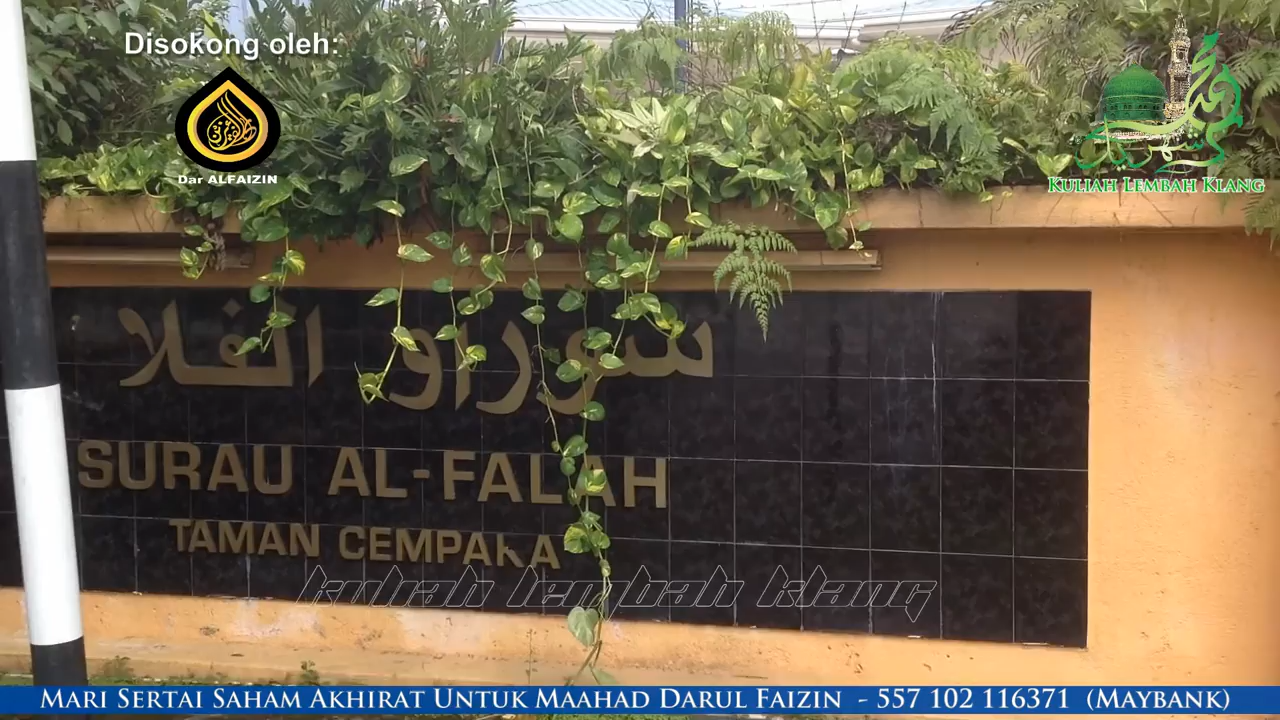 Disokong oleh:
Dar ALFAIZIN
KULIAH LEMBAH KLANG
سوراو الفلا
SURAU AL-FALAH
TAMAN CEMPAKA
kuliah lembah klang
MARI SERTAI SAHAM AKHIRAT UNTUK MAAHAD DARUL FAIZIN - 557 102 116371 (MAYBANK)